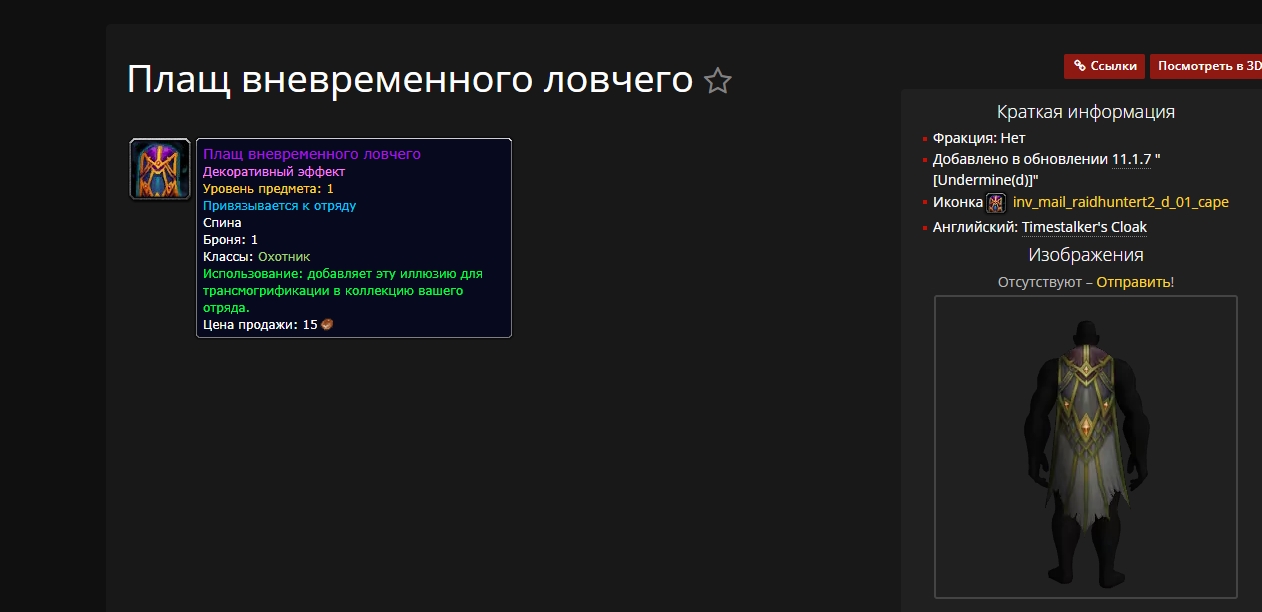 Плащ вневременного ловчего
Ссылки
Посмотреть в 3D
Плащ вневременного ловчего
Декоративный эффект
Уровень предмета: 1
Привязывается к отряду
Спина
Броня: 1
Классы: Охотник
Использование: добавляет эту иллюзию для
трансмогрификации в коллекцию вашего
отряда.
Цена продажи: 15
Краткая информация
Фракция: Нет
Добавлено в обновлении 11.1.7 "
[Undermine(d)]"
Иконка inv_mail_raidhuntert2_d_01_cape
Английский: Timestalker's Cloak
Изображения
Отсутствуют – Отправить!